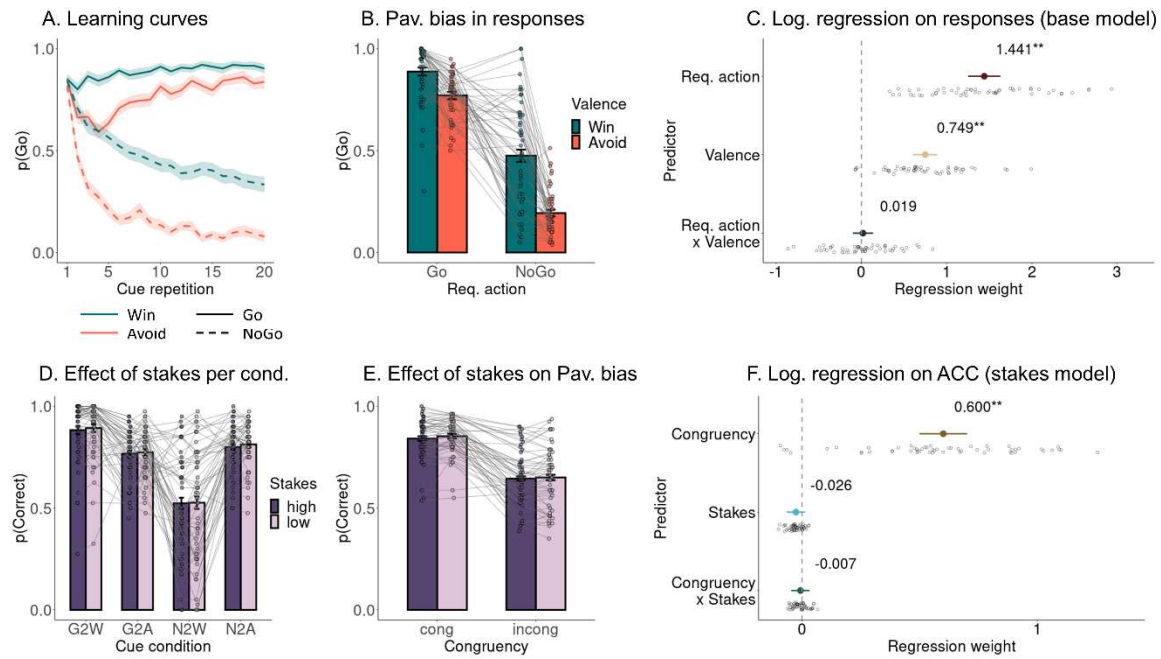 A. Learning curves
B. Pav. bias in responses
C. Log. regression on responses (base model)
1.0
0.5
0.0
p(Go)
1
5
10
15
20
Cue repetition
Win
Avoid
Go
NoGo
1.0
0.5
0.0
p(Go)
Go
NoGo
Req. action
Valence
Win
Avoid
Predictor
Req. action
Valence
Req. action
x Valence
1.441**
0.749**
0.019
-1
0
1
2
3
Regression weight
D. Effect of stakes per cond.
E. Effect of stakes on Pav. bias
F. Log. regression on ACC (stakes model)
1.0
0.5
0.0
p(Correct)
G2W
G2A
N2W
N2A
Cue condition
Stakes
high
low
1.0
0.5
0.0
p(Correct)
cong
incong
Congruency
Predictor
Congruency
Stakes
Congruency
x Stakes
0.600**
-0.026
-0.007
0
1
Regression weight